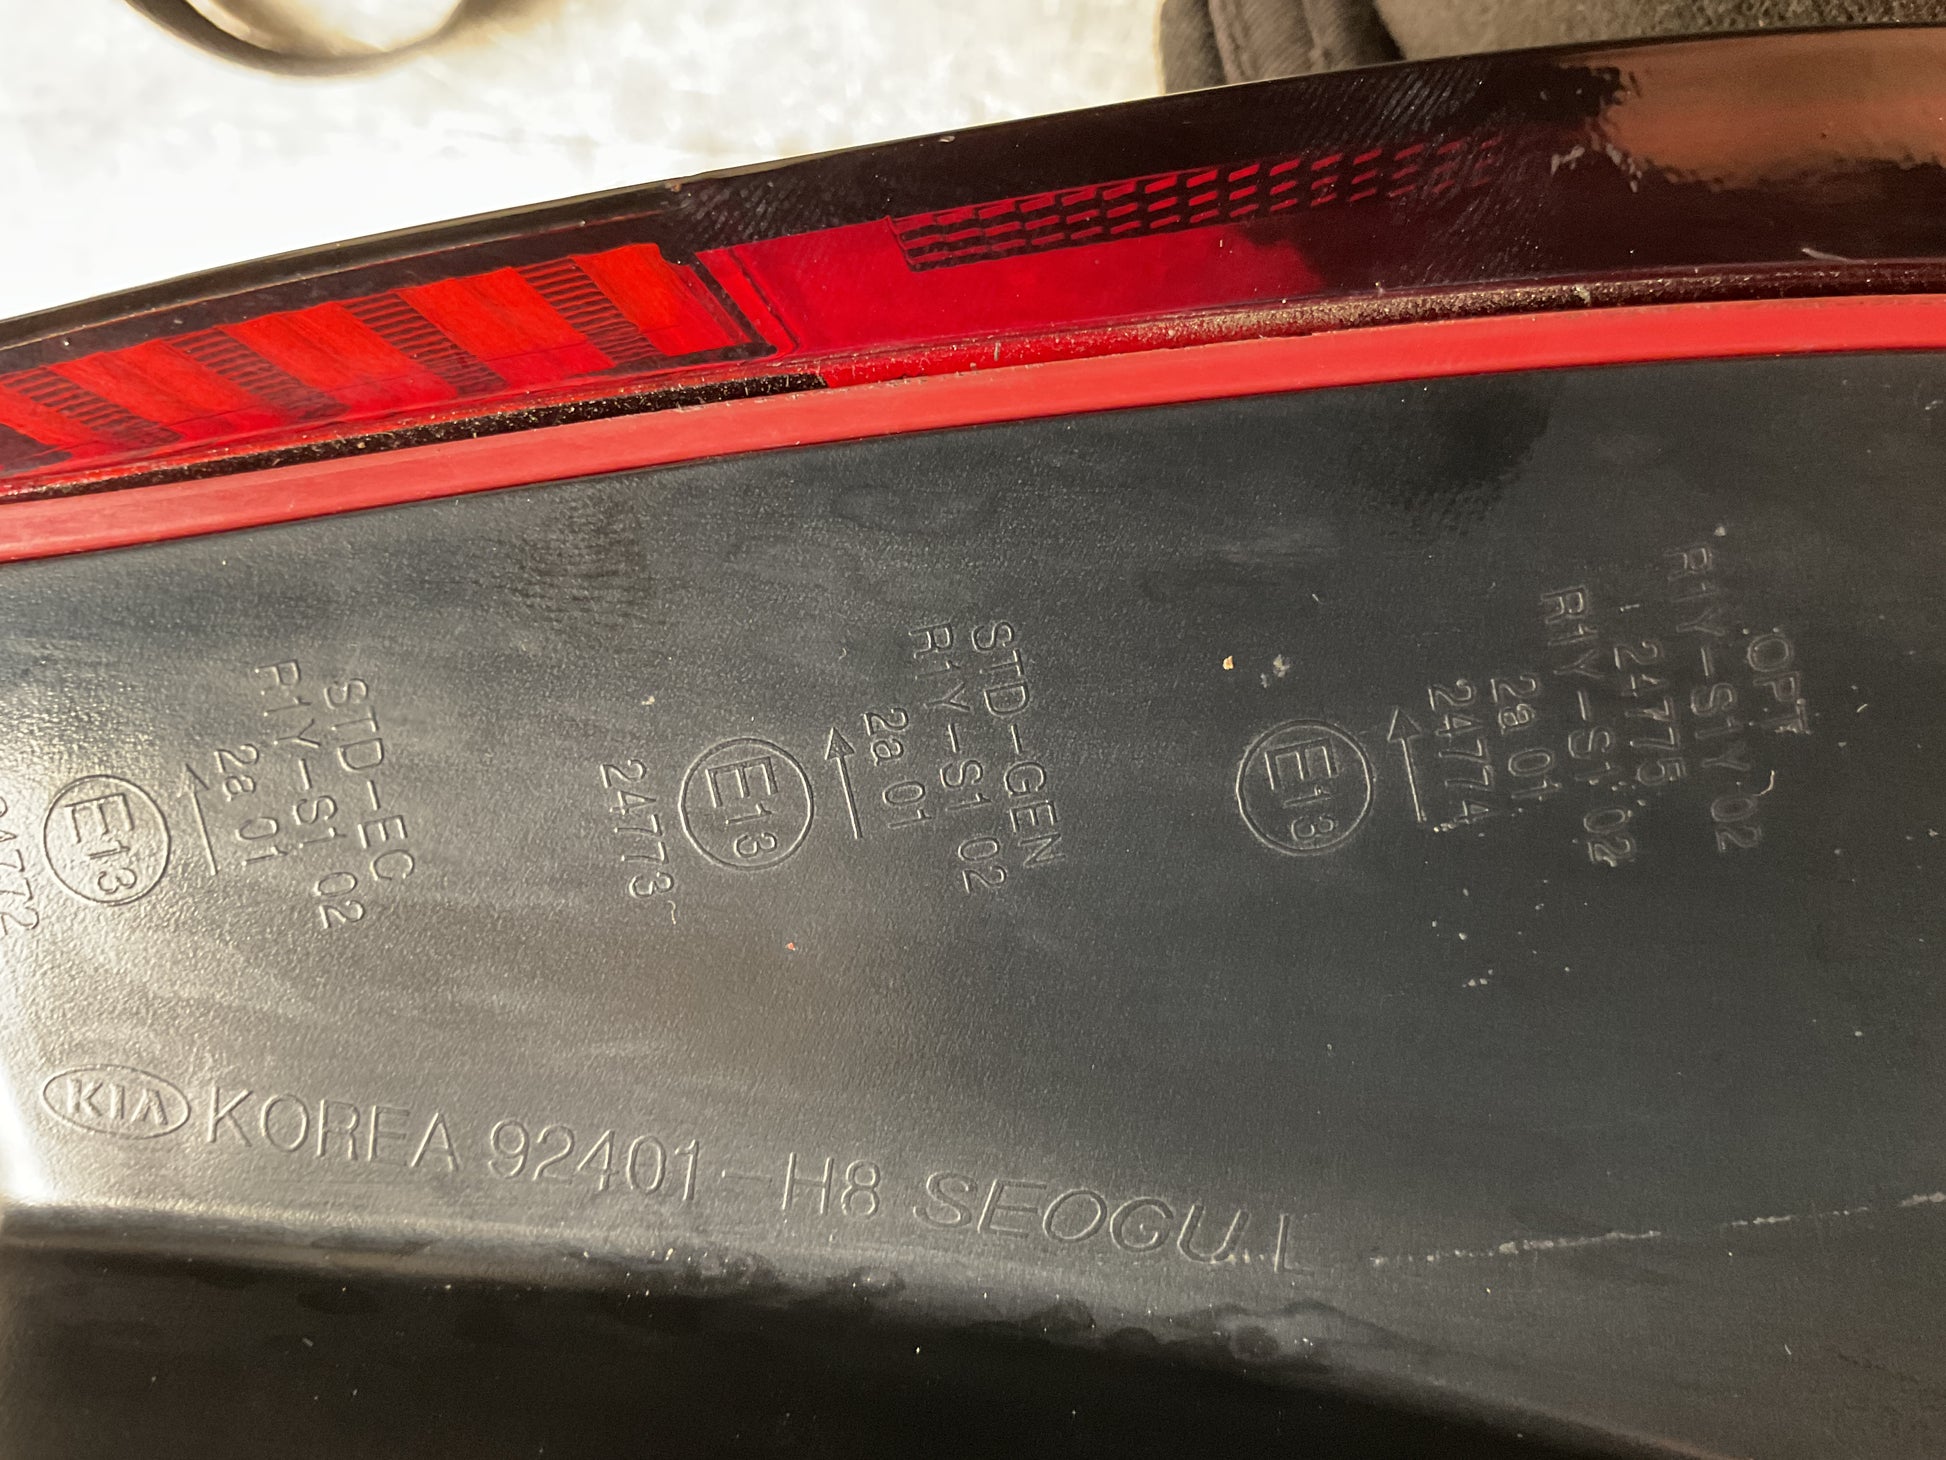 STD-EC
R1Y-S1 02
2a 01
E13
24772
STD-GEN
R1Y-S1 02
2a 01
E13
24773
OPT
R1Y-S1Y 02
24775
R1Y-S1 02
2a 01
24774
E13
KIA KOREA 92401-H8 SEOGU L